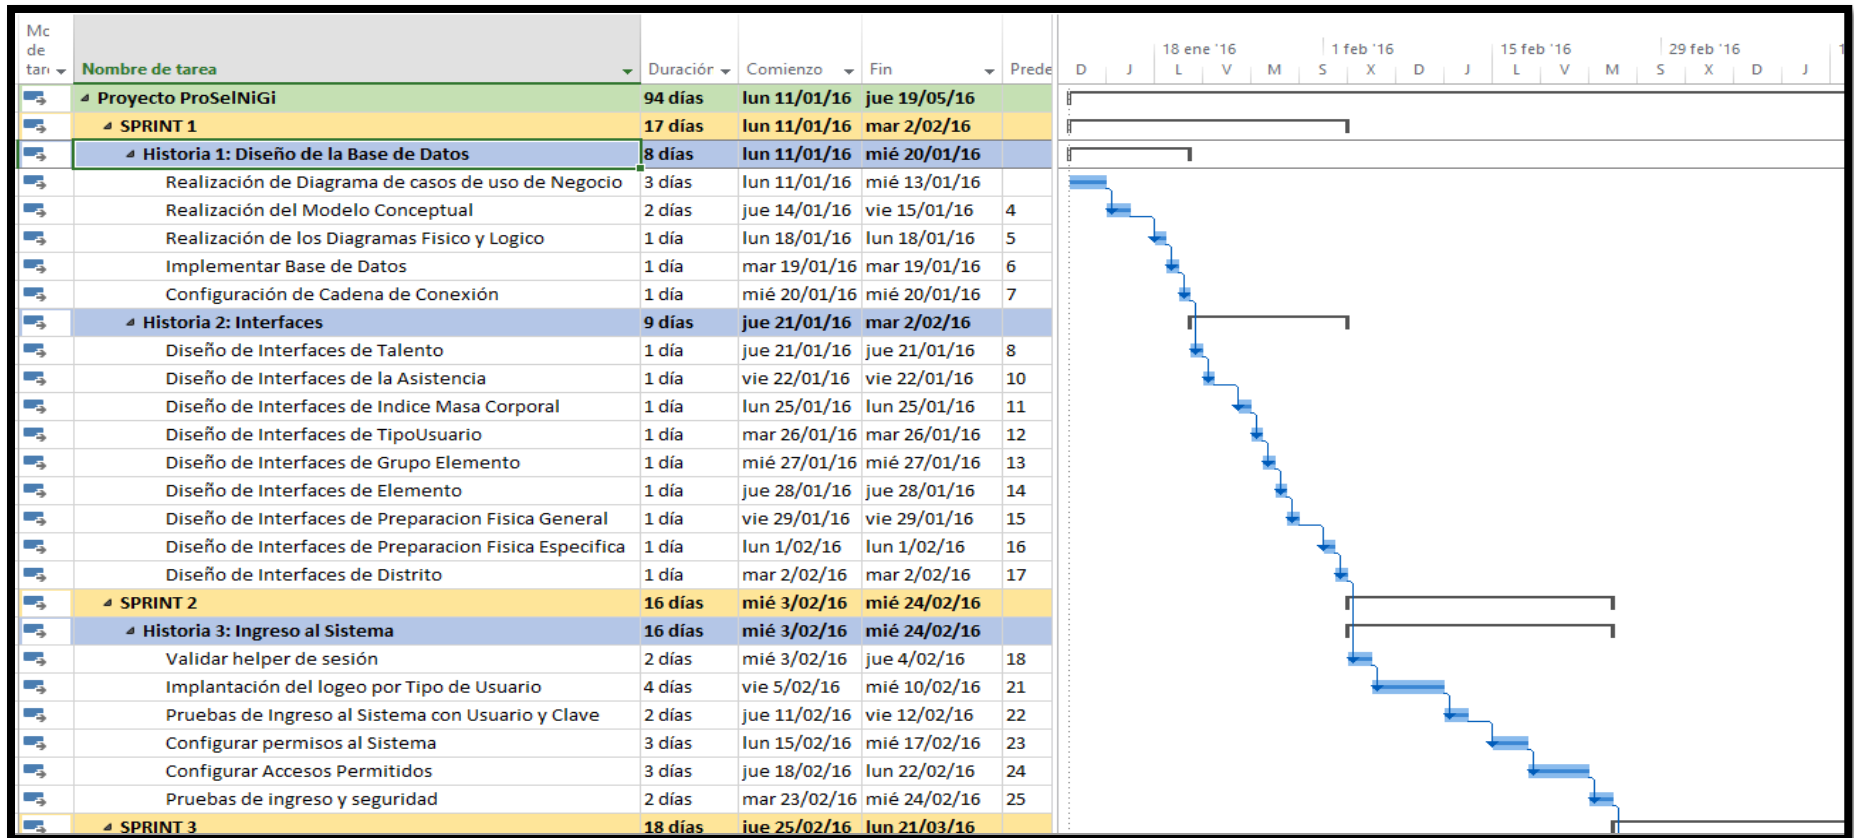 Mc
de
tar
Nombre de tarea Duración Comienzo Fin Prede
18 ene '16 1 feb '16 15 feb '16 29 feb '16 1
D J L V M S X D J L V M S X D J
Proyecto ProSelNiGi 94 días lun 11/01/16 jue 19/05/16
SPRINT 1 17 días lun 11/01/16 mar 2/02/16
Historia 1: Diseño de la Base de Datos 8 días lun 11/01/16 mié 20/01/16
Realización de Diagrama de casos de uso de Negocio 3 días lun 11/01/16 mié 13/01/16
Realización del Modelo Conceptual 2 días jue 14/01/16 vie 15/01/16 4
Realización de los Diagramas Fisico y Logico 1 día lun 18/01/16 lun 18/01/16 5
Implementar Base de Datos 1 día mar 19/01/16 mar 19/01/16 6
Configuración de Cadena de Conexión 1 día mié 20/01/16 mié 20/01/16 7
Historia 2: Interfaces 9 días jue 21/01/16 mar 2/02/16
Diseño de Interfaces de Talento 1 día jue 21/01/16 jue 21/01/16 8
Diseño de Interfaces de la Asistencia 1 día vie 22/01/16 vie 22/01/16 10
Diseño de Interfaces de Indice Masa Corporal 1 día lun 25/01/16 lun 25/01/16 11
Diseño de Interfaces de TipoUsuario 1 día mar 26/01/16 mar 26/01/16 12
Diseño de Interfaces de Grupo Elemento 1 día mié 27/01/16 mié 27/01/16 13
Diseño de Interfaces de Elemento 1 día jue 28/01/16 jue 28/01/16 14
Diseño de Interfaces de Preparacion Fisica General 1 día vie 29/01/16 vie 29/01/16 15
Diseño de Interfaces de Preparacion Fisica Especifica 1 día lun 1/02/16 lun 1/02/16 16
Diseño de Interfaces de Distrito 1 día mar 2/02/16 mar 2/02/16 17
SPRINT 2 16 días mié 3/02/16 mié 24/02/16
Historia 3: Ingreso al Sistema 16 días mié 3/02/16 mié 24/02/16
Validar helper de sesión 2 días mié 3/02/16 jue 4/02/16 18
Implantación del logeo por Tipo de Usuario 4 días vie 5/02/16 mié 10/02/16 21
Pruebas de Ingreso al Sistema con Usuario y Clave 2 días jue 11/02/16 vie 12/02/16 22
Configurar permisos al Sistema 3 días lun 15/02/16 mié 17/02/16 23
Configurar Accesos Permitidos 3 días jue 18/02/16 lun 22/02/16 24
Pruebas de ingreso y seguridad 2 días mar 23/02/16 mié 24/02/16 25
SPRINT 3 18 días jue 25/02/16 lun 21/03/16